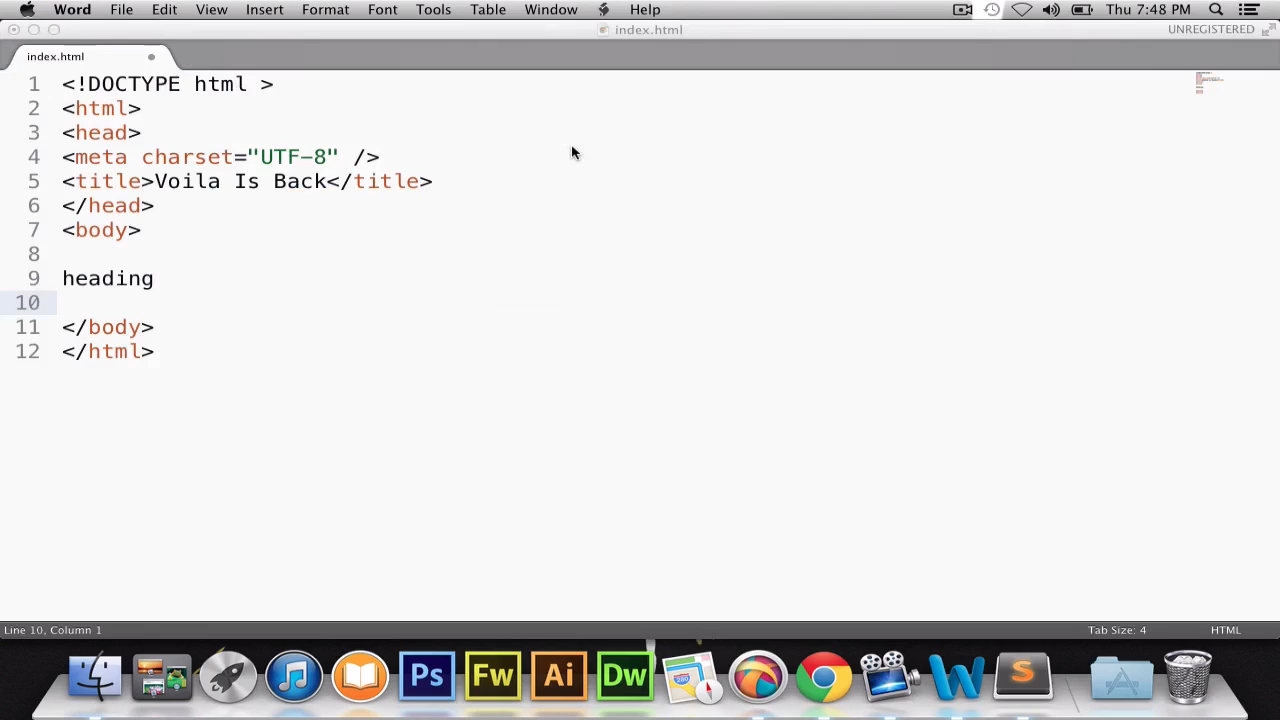 Word File Edit View Insert Format Font Tools Table Window Help Thu 7:48 PM
index.html UNREGISTERED
index.html
1 <!DOCTYPE html >
2 <html>
3 <head>
4 <meta charset="UTF-8" />
5 <title>Voila Is Back</title>
6 </head>
7 <body>
8
9 heading
10
11 </body>
12 </html>
Line 10, Column 1 Tab Size: 4 HTML
Ps Fw Ai Dw W S